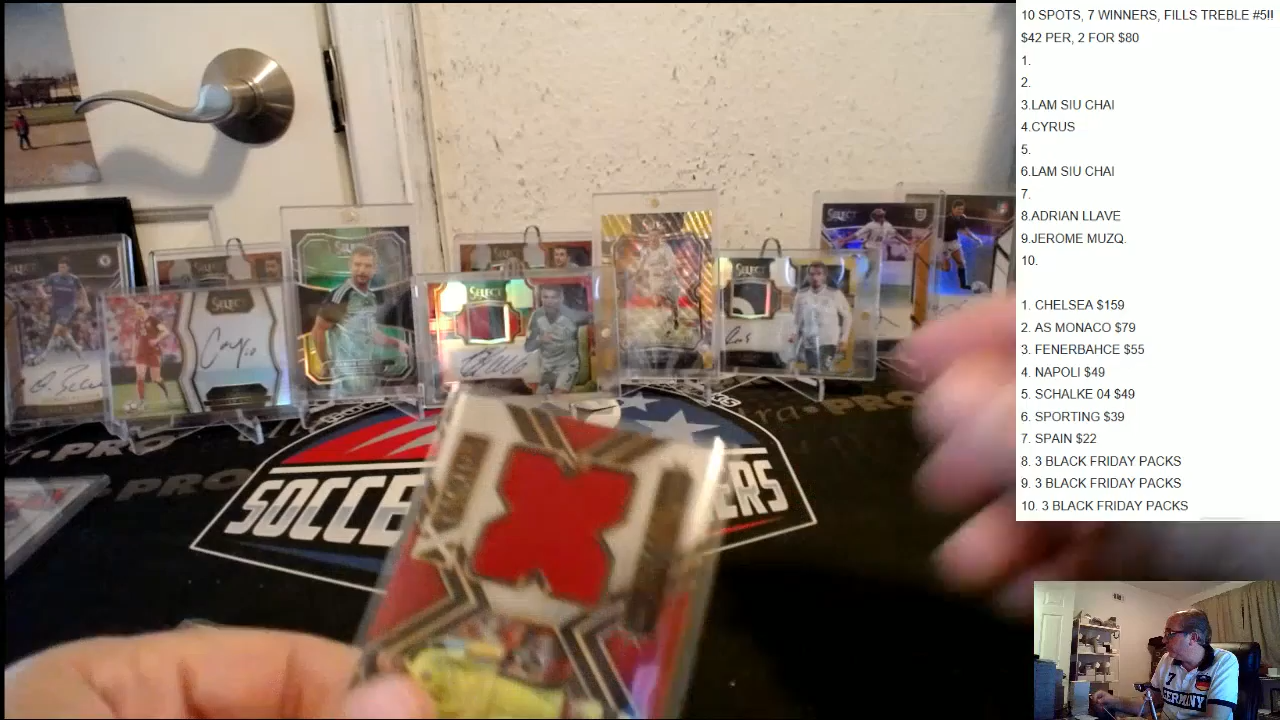 10 SPOTS, 7 WINNERS, FILLS TREBLE #5!!
$42 PER, 2 FOR $80
1.
2.
3.LAM SIU CHAI
4.CYRUS
5.
6.LAM SIU CHAI
7.
8.ADRIAN LLAVE
9.JEROME MUZQ.
10.
1. CHELSEA $159
2. AS MONACO $79
3. FENERBAHCE $55
4. NAPOLI $49
5. SCHALKE 04 $49
6. SPORTING $39
7. SPAIN $22
8. 3 BLACK FRIDAY PACKS
9. 3 BLACK FRIDAY PACKS
10. 3 BLACK FRIDAY PACKS
SELECT
SELECT
SELECT
SELECT
SELECT
PRO
PRO
PRO
SOCCE
ERS
7
GERMANY